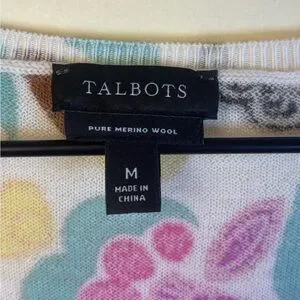 TALBOTS
PURE MERINO WOOL
M
MADE IN
CHINA